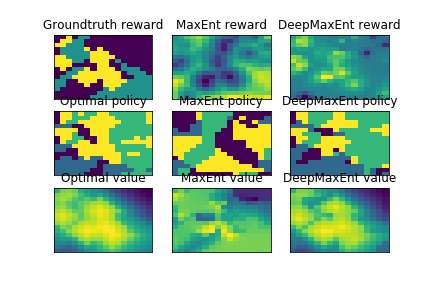 Groundtruth reward
MaxEnt reward
DeepMaxEnt reward
Optimal policy
MaxEnt policy
DeepMaxEnt policy
Optimal value
MaxEnt value
DeepMaxEnt value